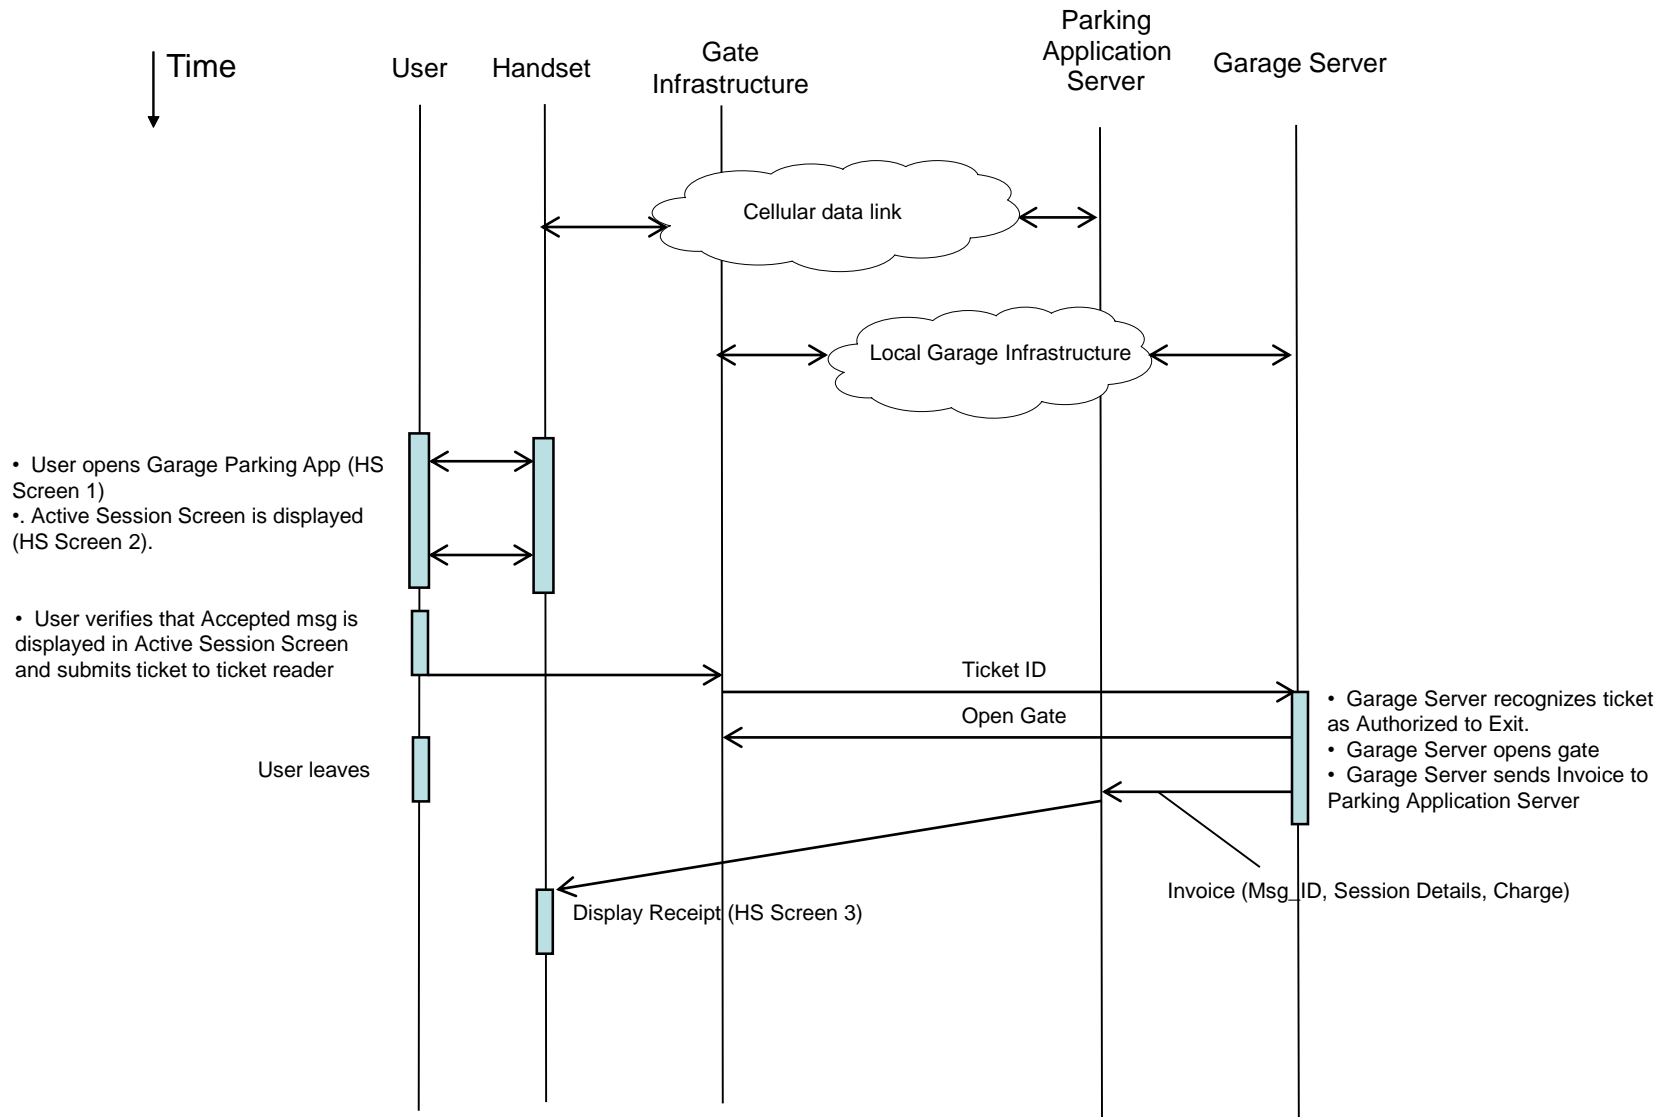 Time
User
Handset
Gate
Infrastructure
Parking
Application
Server
Garage Server
Cellular data link
Local Garage Infrastructure
• User opens Garage Parking App (HS
Screen 1)
•. Active Session Screen is displayed
(HS Screen 2).
• User verifies that Accepted msg is
displayed in Active Session Screen
and submits ticket to ticket reader
Ticket ID
Open Gate
• Garage Server recognizes ticket
as Authorized to Exit.
• Garage Server opens gate
• Garage Server sends Invoice to
Parking Application Server
User leaves
Invoice (Msg_ID, Session Details, Charge)
Display Receipt (HS Screen 3)